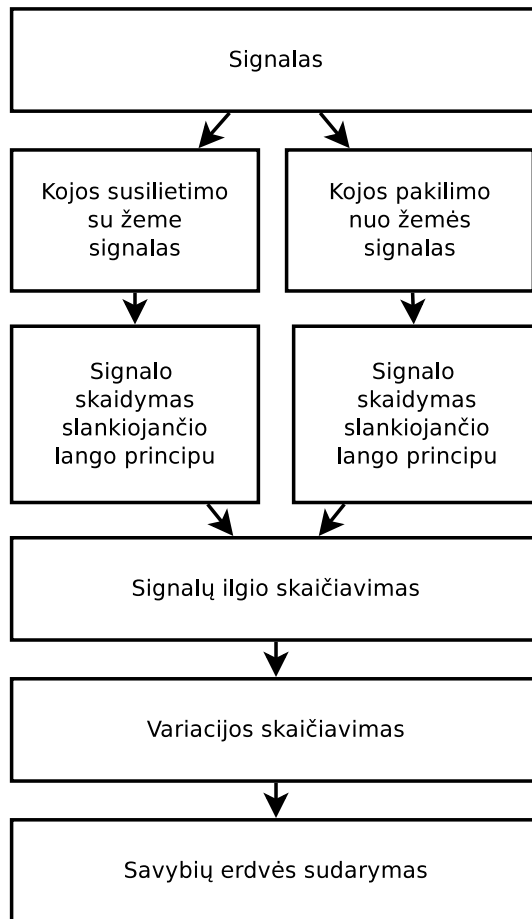 Signalas
Kojos susilietimo
su žeme
signalas
Kojos pakilimo
nuo žemės
signalas
Signalo
skaidymas
slankiojančio
lango principu
Signalo
skaidymas
slankiojančio
lango principu
Signalų ilgio skaičiavimas
Variacijos skaičiavimas
Savybių erdvės sudarymas